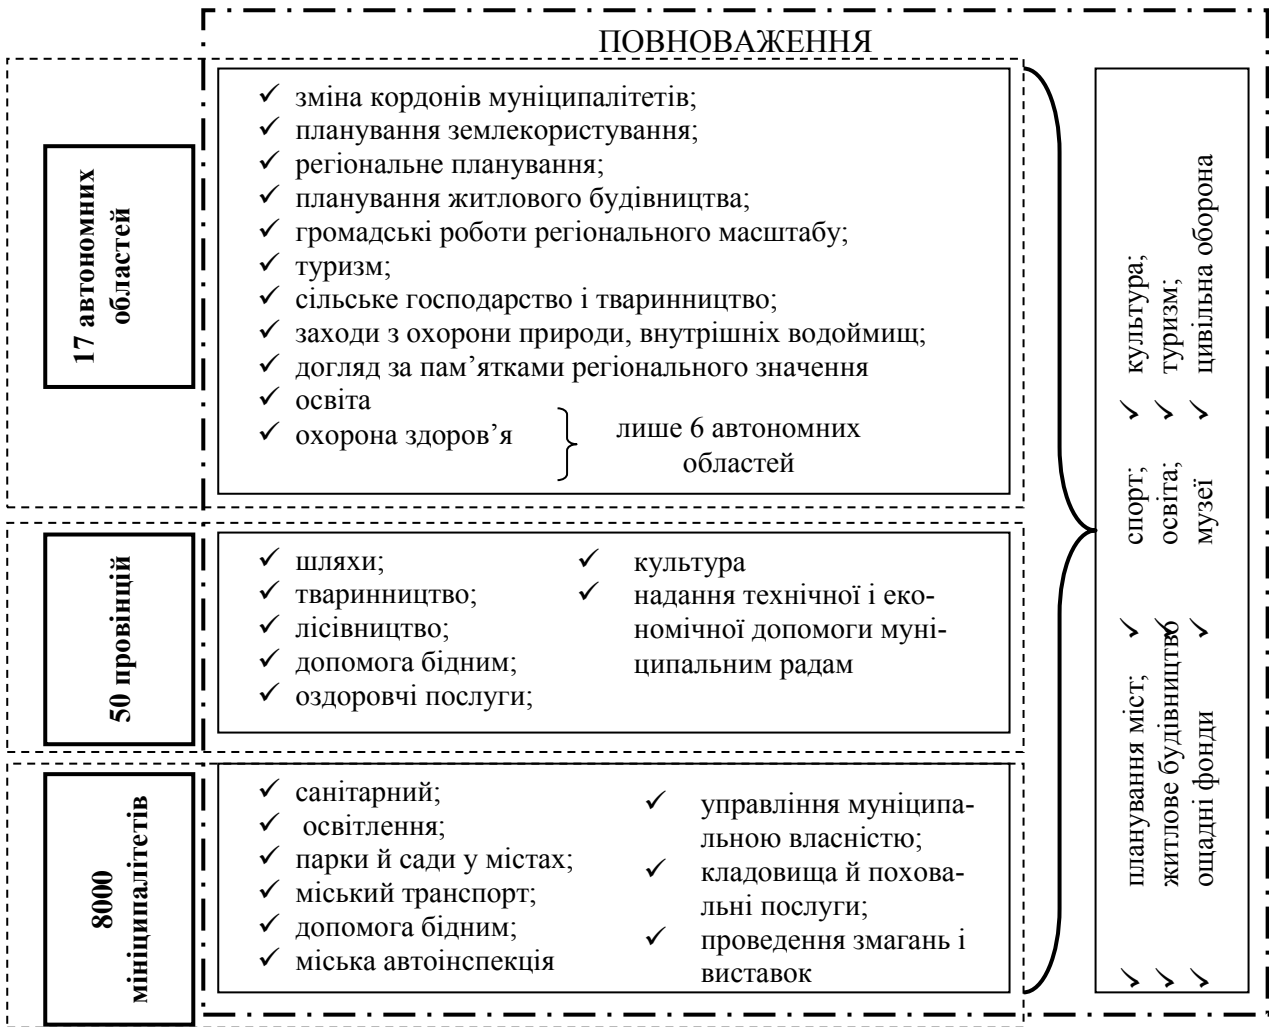 ПОВНОВАЖЕННЯ
17 автономних
областей
✓ зміна кордонів муніципалітетів;
✓ планування землекористування;
✓ регіональне планування;
✓ планування житлового будівництва;
✓ громадські роботи регіонального масштабу;
✓ туризм;
✓ сільське господарство і тваринництво;
✓ заходи з охорони природи, внутрішніх водоймищ;
✓ догляд за пам’ятками регіонального значення
✓ освіта
✓ охорона здоров’я
лише 6 автономних
областей
50 провінцій
✓ шляхи;
✓ тваринництво;
✓ лісівництво;
✓ допомога бідним;
✓ оздоровчі послуги;
✓ культура
✓ надання технічної і еко-
номічної допомоги муні-
ципальним радам
8000
мініципалітетів
✓ санітарний;
✓ освітлення;
✓ парки й сади у містах;
✓ міський транспорт;
✓ допомога бідним;
✓ міська автоінспекція
✓ управління муніципа-
льною власністю;
✓ кладовища й похова-
льні послуги;
✓ проведення змагань і
виставок
✓ планування міст;
✓ житлове будівництво
✓ ощадні фонди
✓ спорт;
✓ освіта;
✓ музеї
✓ культура;
✓ туризм;
✓ цивільна оборона